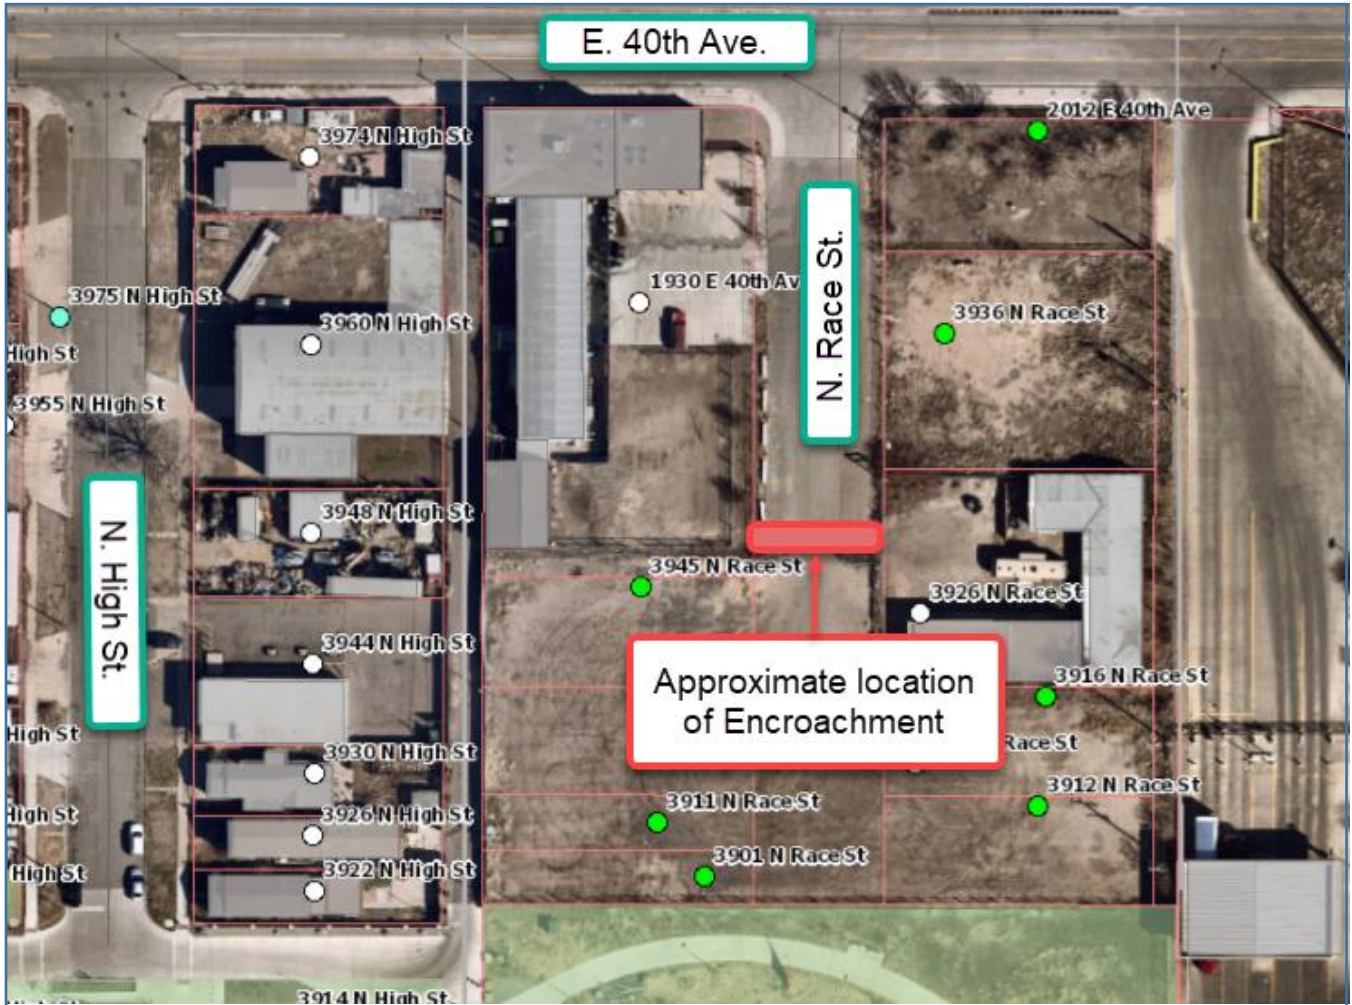 E. 40th Ave.
2012 E 40th Ave
3974 N High St
N. Race St.
1930 E 40th Av
3975 N High St
3936 N Race St
3960 N High St
High St
3955 N High St
N. High St.
3948 N High St
3945 N Race St
3926 N Race St
3944 N High St
Approximate location
of Encroachment
3916 N Race St
High St
Race St
3930 N High St
3912 N Race St
3911 N Race St
High St
3926 N High St
3901 N Race St
High St
3922 N High St
3914 N High St